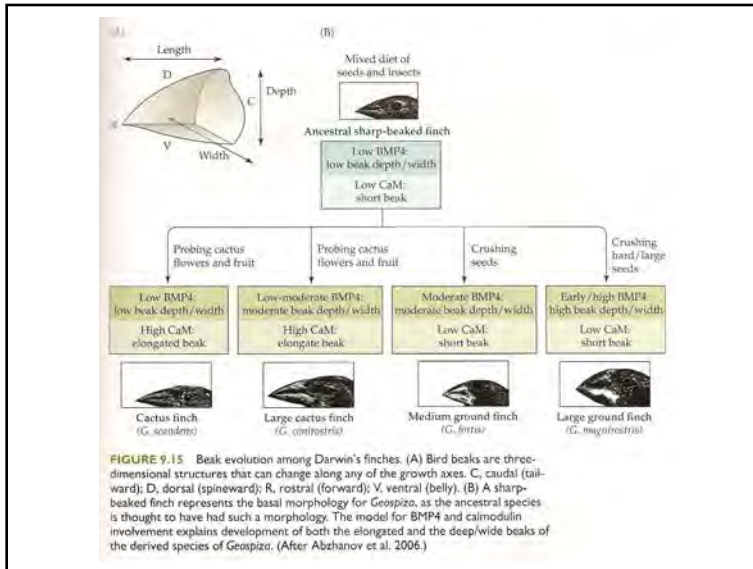 (A)
Length
D
Depth
C
R
V
Width
(B)
Mixed diet of
seeds and insects
Ancestral sharp-beaked finch
Low BMP4:
low beak depth/width
Low CaM:
short beak
Probing cactus
flowers and fruit
Probing cactus
flowers and fruit
Crushing
seeds
Crushing
hard/large
seeds
Low BMP4:
low beak depth/width
High CaM:
elongated beak
Low-moderate BMP4:
moderate beak depth/width
High CaM:
elongate beak
Moderate BMP4:
moderate beak depth/width
Low CaM:
short beak
Early/high BMP4:
high beak depth/width
Low CaM:
short beak
Cactus finch
(G. scandens)
Large cactus finch
(G. conirostris)
Medium ground finch
(G. fortis)
Large ground finch
(G. magnirostris)
FIGURE 9.15 Beak evolution among Darwin's finches. (A) Bird beaks are three-
dimensional structures that can change along any of the growth axes. C, caudal (tail-
ward); D, dorsal (spineward); R, rostral (forward); V, ventral (belly). (B) A sharp-
beaked finch represents the basal morphology for Geospiza, as the ancestral species
is thought to have had such a morphology. The model for BMP4 and calmodulin
involvement explains development of both the elongated and the deep/wide beaks of
the derived species of Geospiza. (After Abzhanov et al. 2006.)